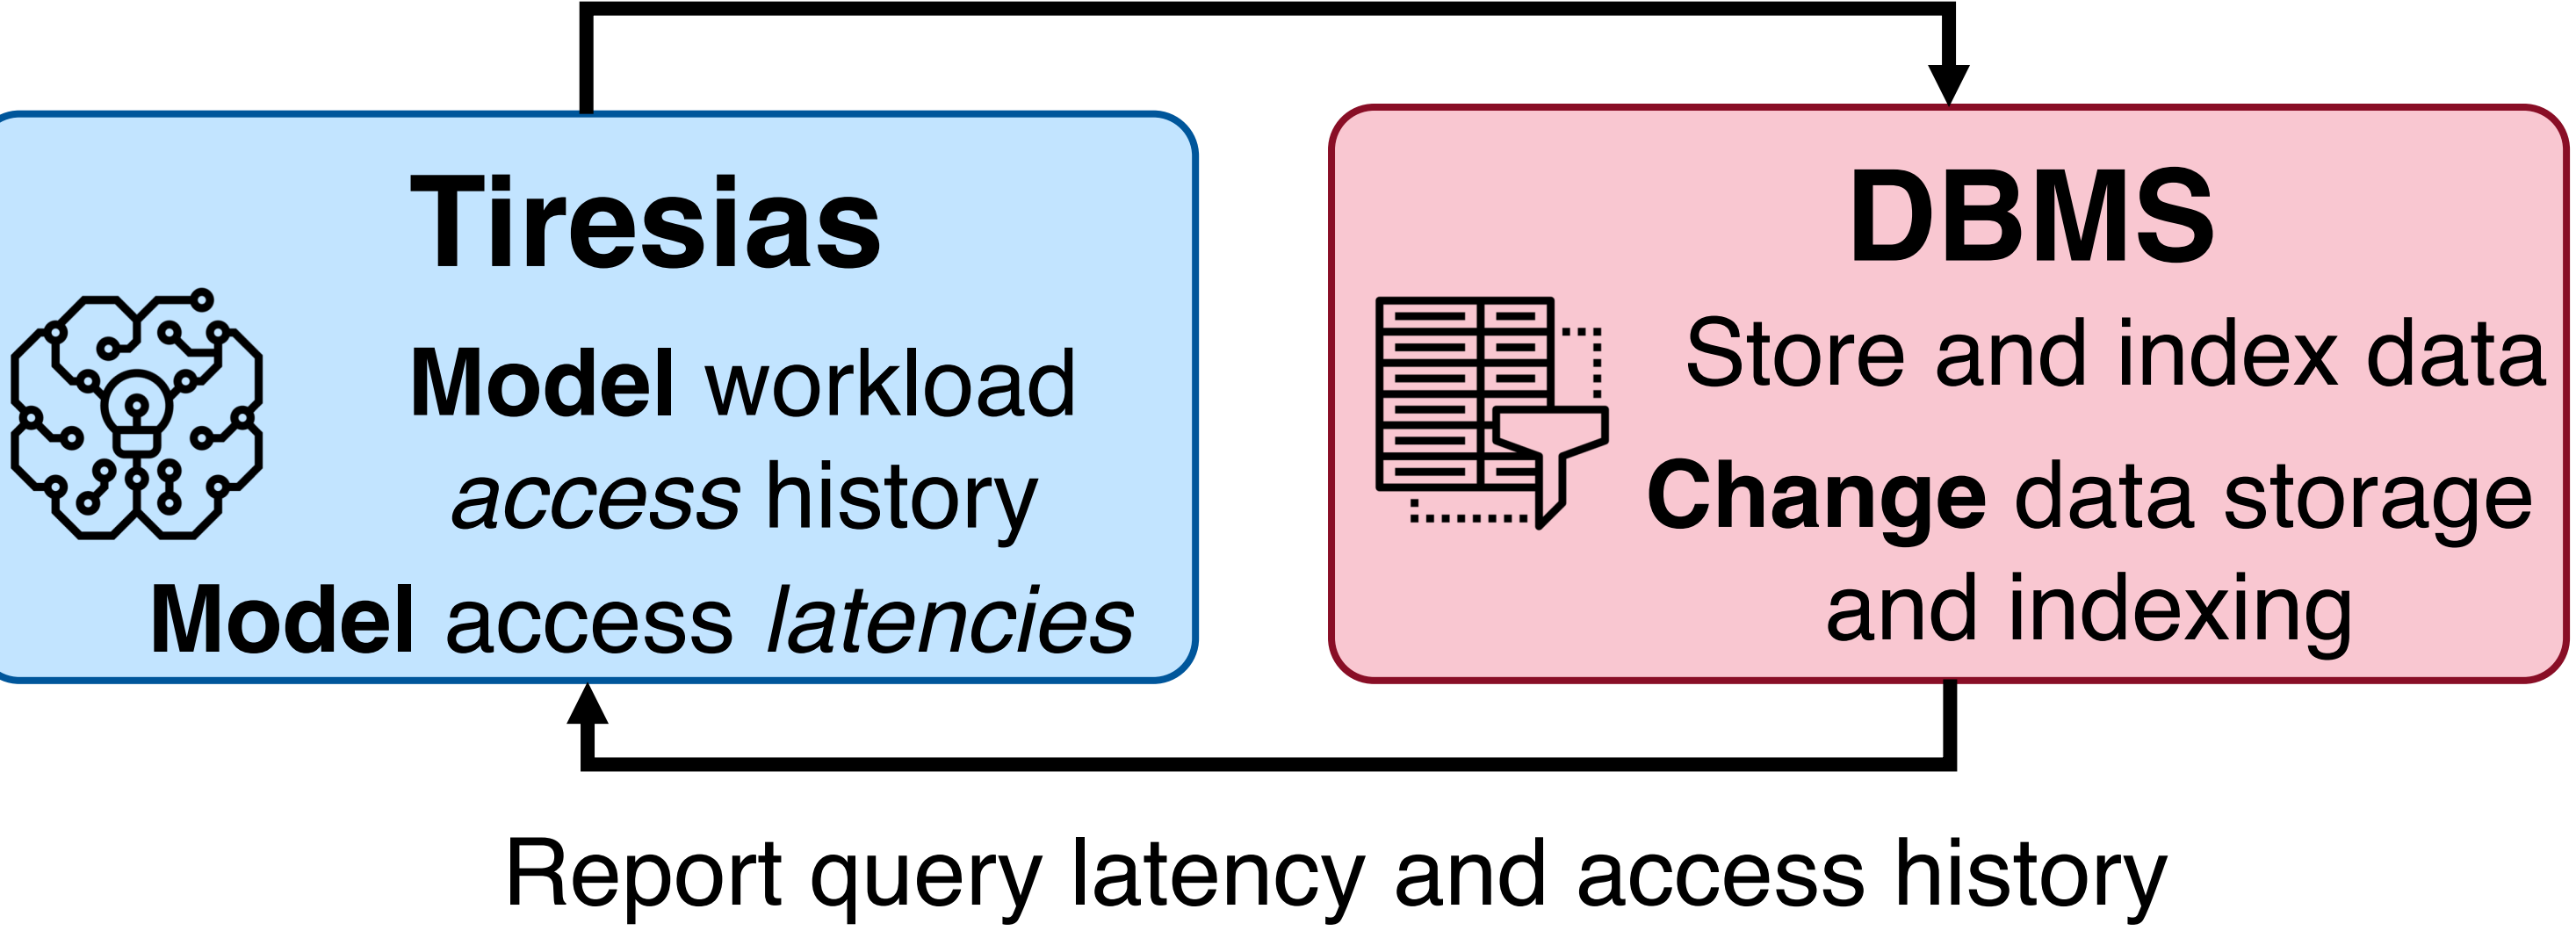 Tiresias
Model workload
access history
Model access latencies
DBMS
Store and index data
Change data storage
and indexing
Report query latency and access history